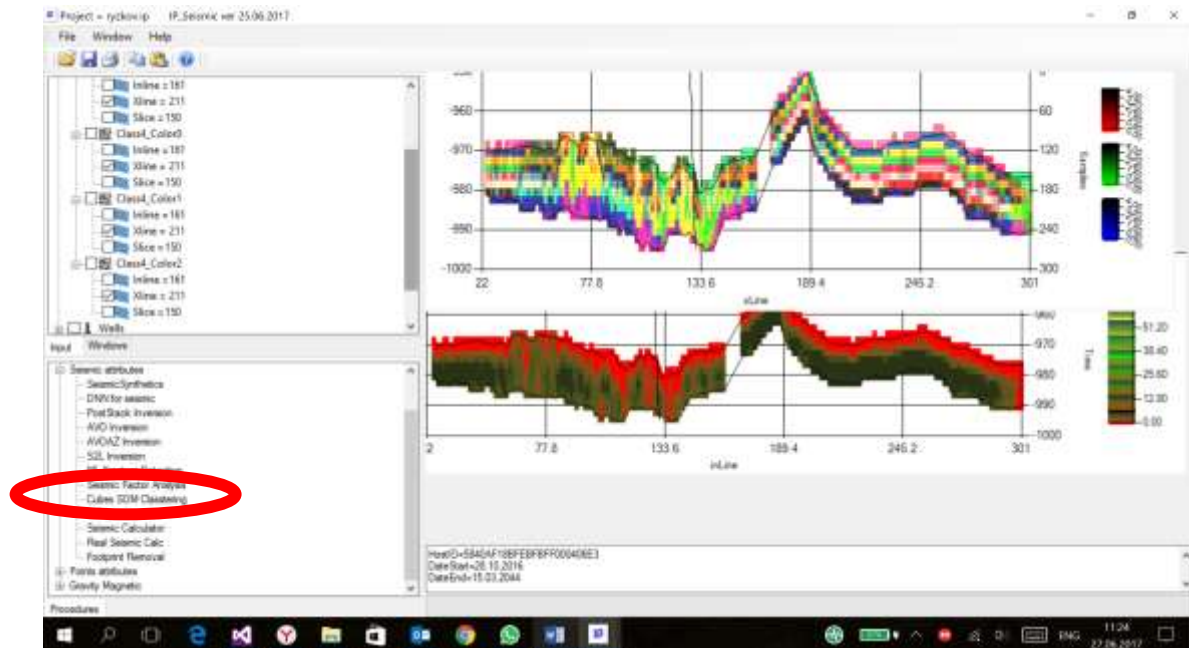 Project = ryckov.ip IP_Seismic ver 25.06.2017
File Window Help
Inline = 161
Xline = 211
Slice = 150
Class4_Color0
Inline = 161
Xline = 211
Slice = 150
Class4_Color1
Inline = 161
Xline = 211
Slice = 150
Class4_Color2
Inline = 161
Xline = 211
Slice = 150
Wells
Input Windows
Seismic attributes
SeismicSynthetics
DNN for seismic
PostStack Inversion
AVO Inversion
AVOAZ Inversion
S2L Inversion
Seismic Factor Analysis
Cubes SOM Classtering
Seismic Calculator
Real Seismic Calc
Footprint Removal
Points attributes
Gravity Magnetic
Procedures
-960
-970
-980
-990
-1000
22 77.8 133.6 189.4 245.2 301
xLine
0
60
120
180
240
300
Samples
-960
-970
-980
-990
-1000
77.8 133.6 189.4 245.2 301
inLine
Time
51.20
38.40
25.60
12.80
0.00
DateStart=28.10.2016
DateEnd=15.03.2044
ENG
11:24
27.06.2017